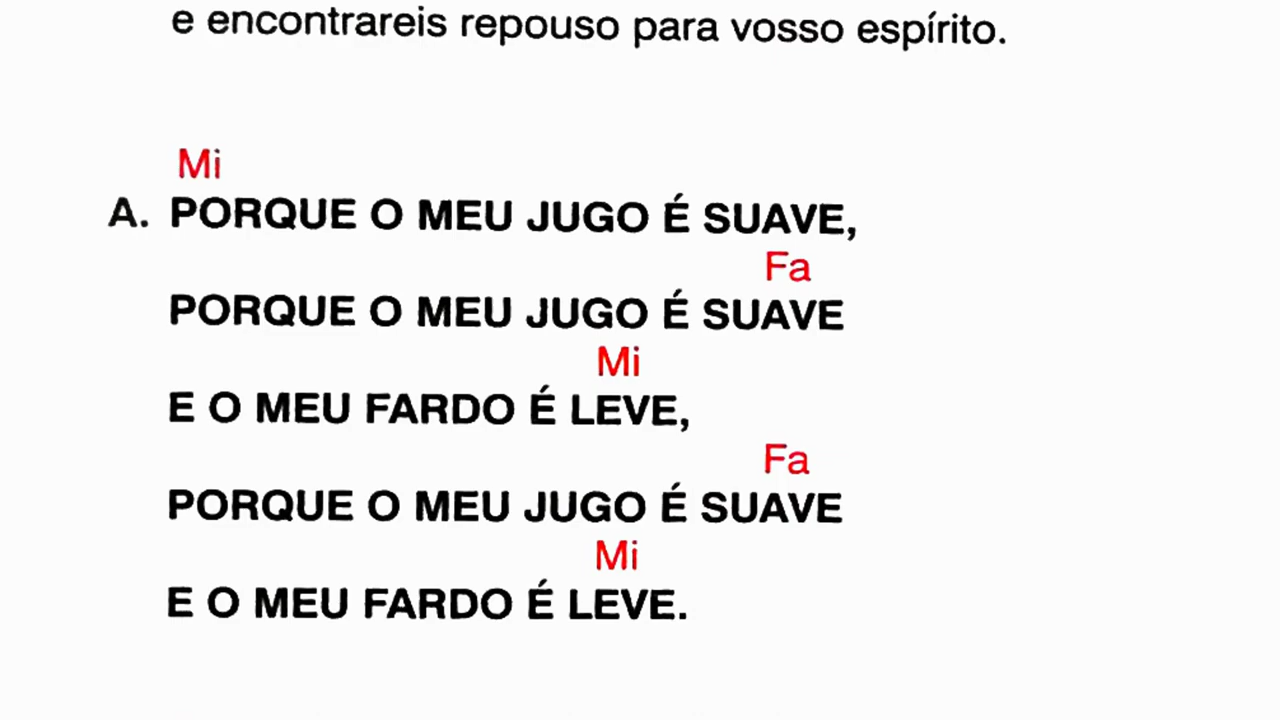 e encontrareis repouso para vosso espírito.
Mi
A. PORQUE O MEU JUGO É SUAVE,
Fa
PORQUE O MEU JUGO É SUAVE
Mi
E O MEU FARDO É LEVE,
Fa
PORQUE O MEU JUGO É SUAVE
Mi
E O MEU FARDO É LEVE.